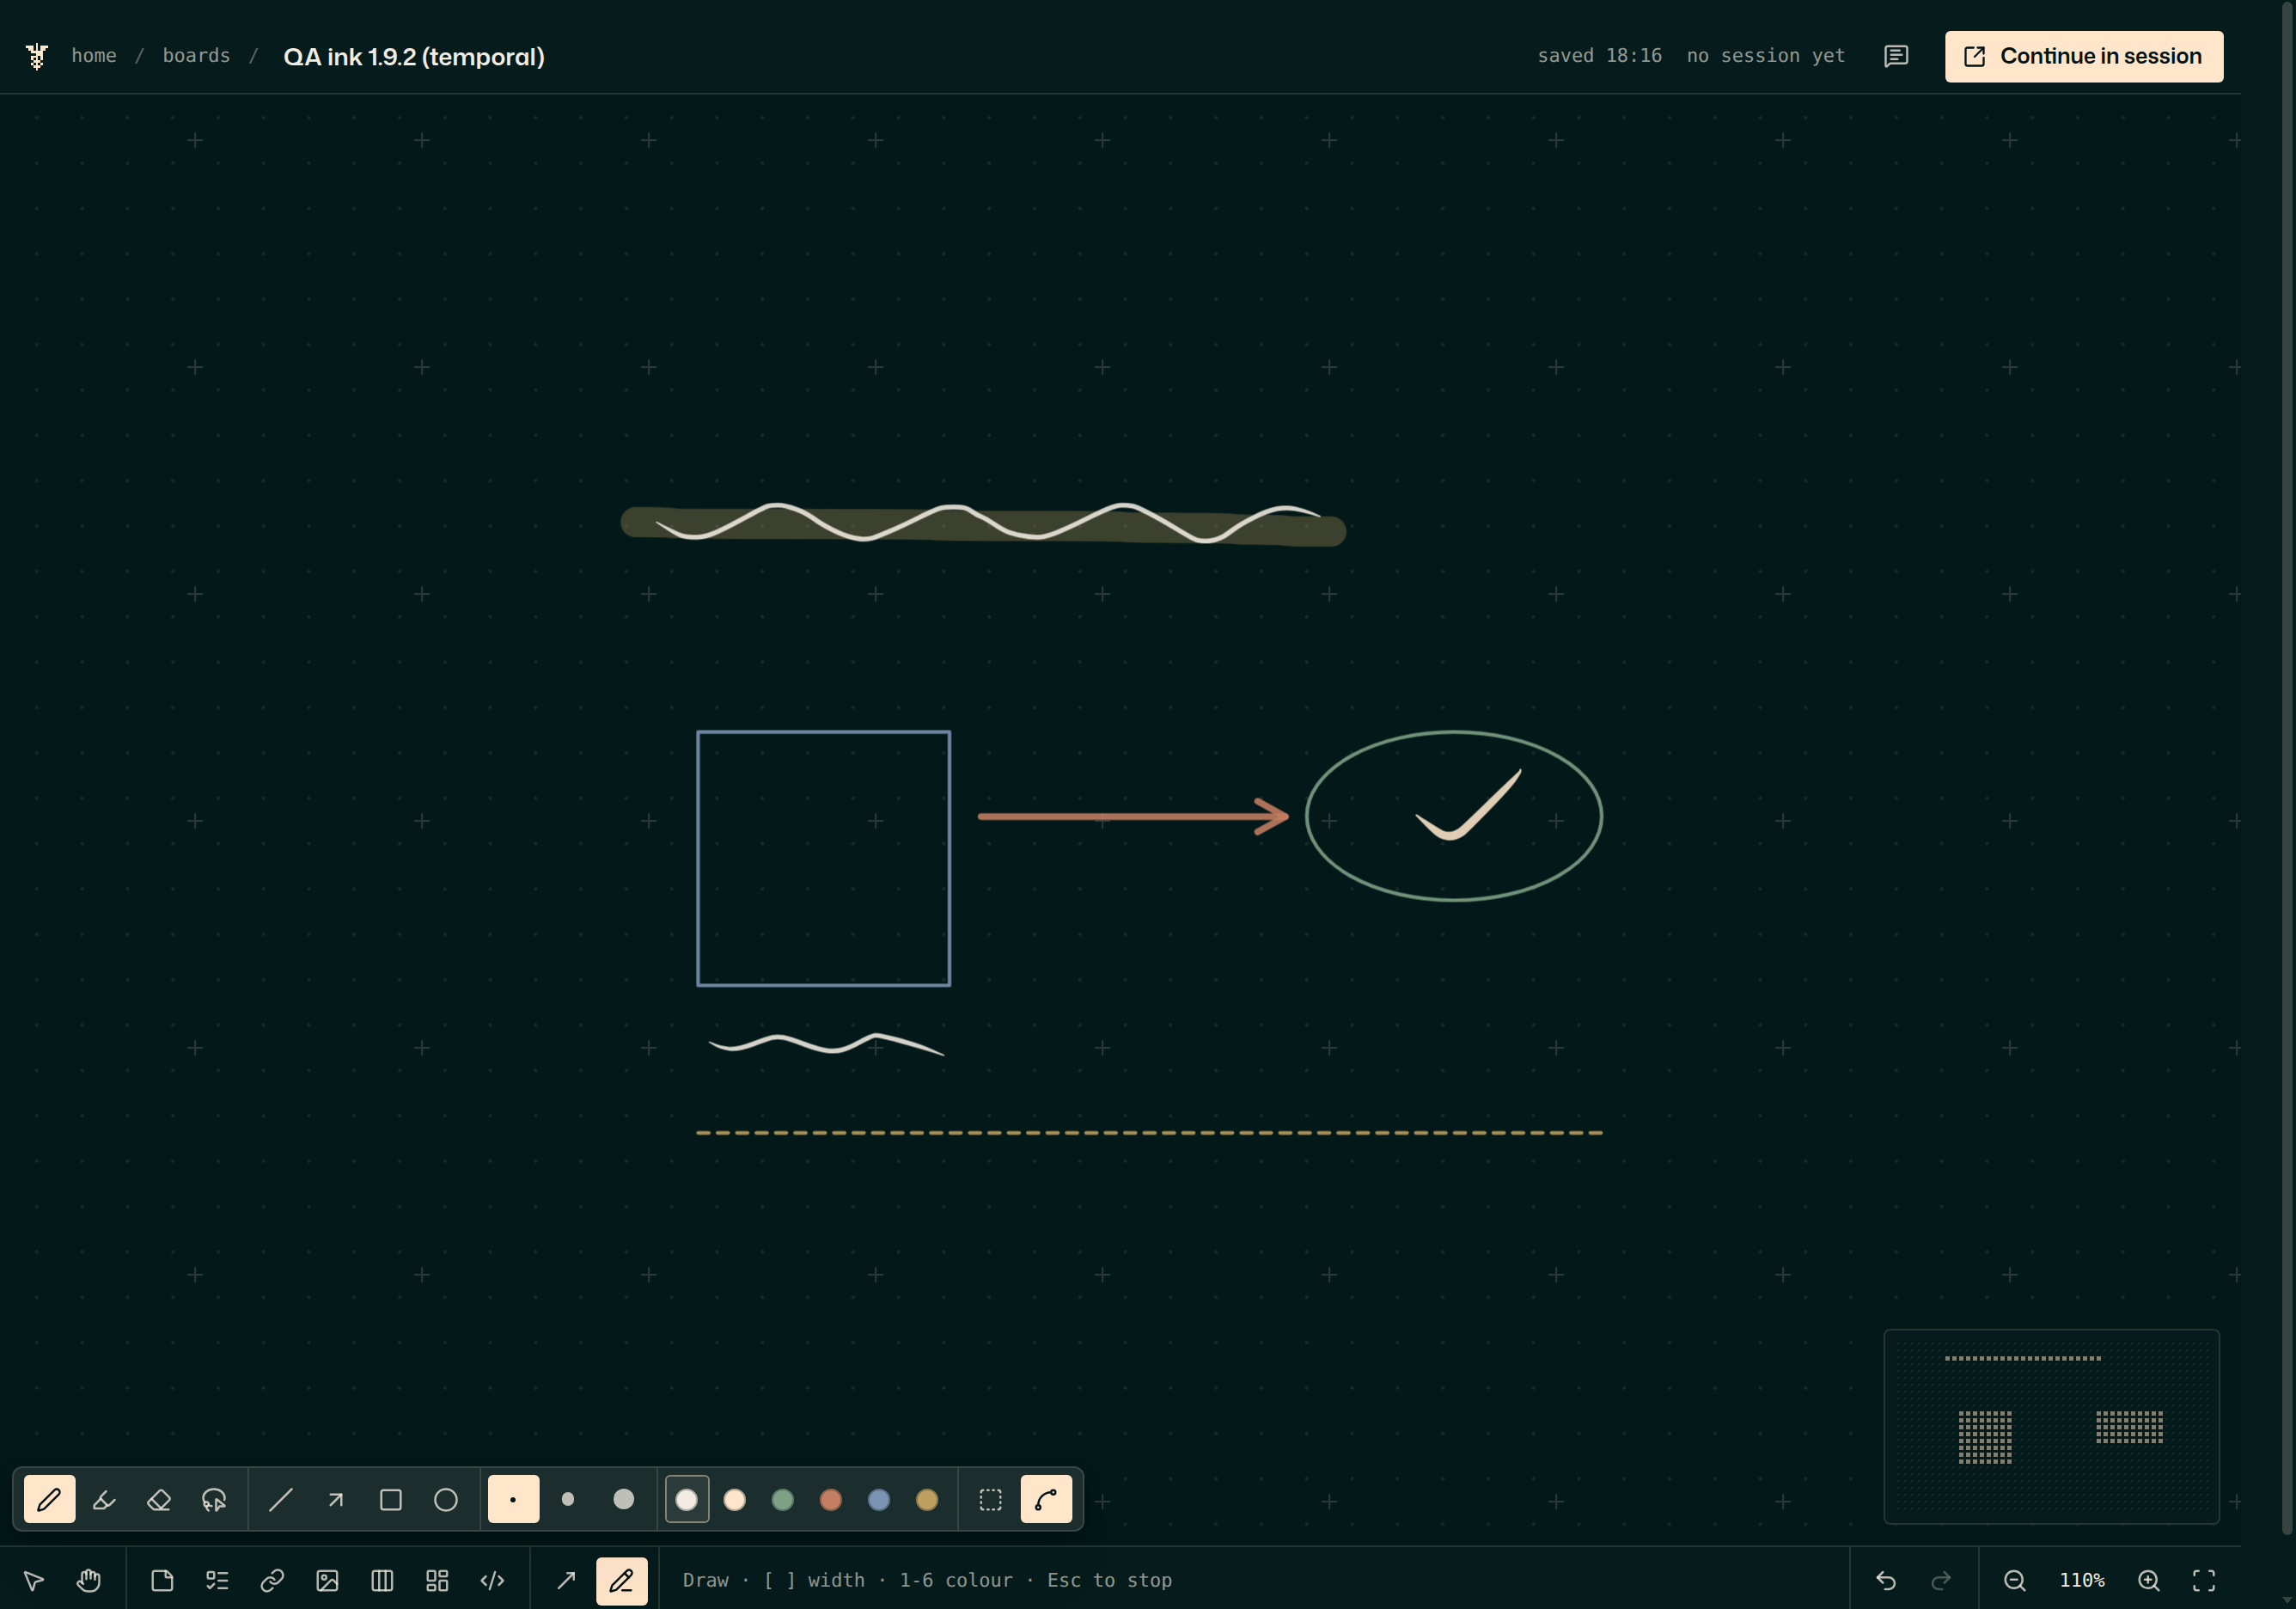 home / boards / QA ink 1.9.2 (temporal)
saved 18:16 no session yet
Continue in session
Draw · [ ] width · 1-6 colour · Esc to stop
110%